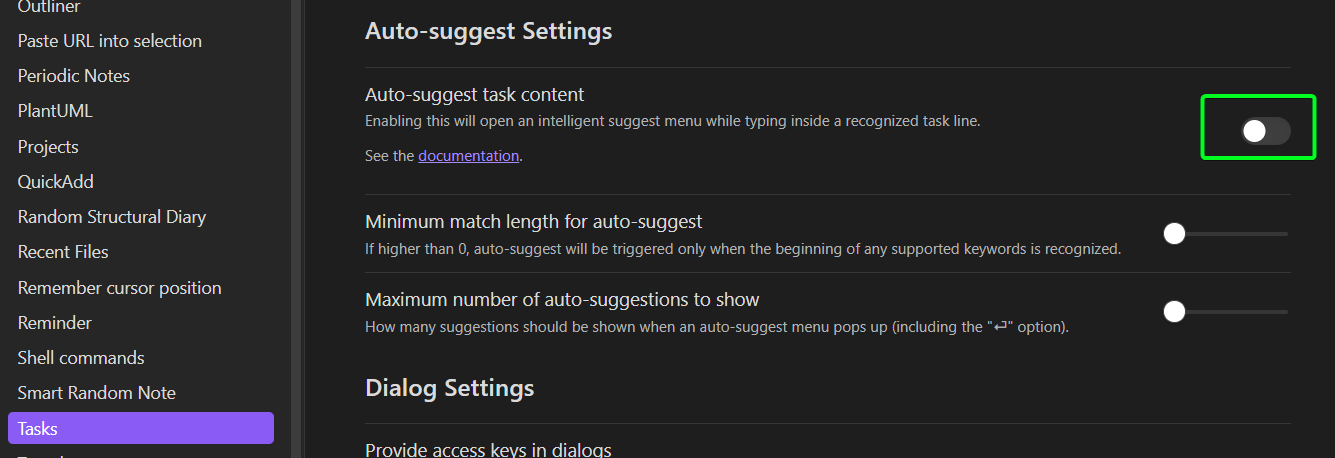 Outliner
Paste URL into selection
Periodic Notes
PlantUML
Projects
QuickAdd
Random Structural Diary
Recent Files
Remember cursor position
Reminder
Shell commands
Smart Random Note
Tasks
Auto-suggest Settings
Auto-suggest task content
Enabling this will open an intelligent suggest menu while typing inside a recognized task line.
See the documentation.
Minimum match length for auto-suggest
If higher than 0, auto-suggest will be triggered only when the beginning of any supported keywords is recognized.
Maximum number of auto-suggestions to show
How many suggestions should be shown when an auto-suggest menu pops up (including the "⏎" option).
Dialog Settings
Provide access keys in dialogs